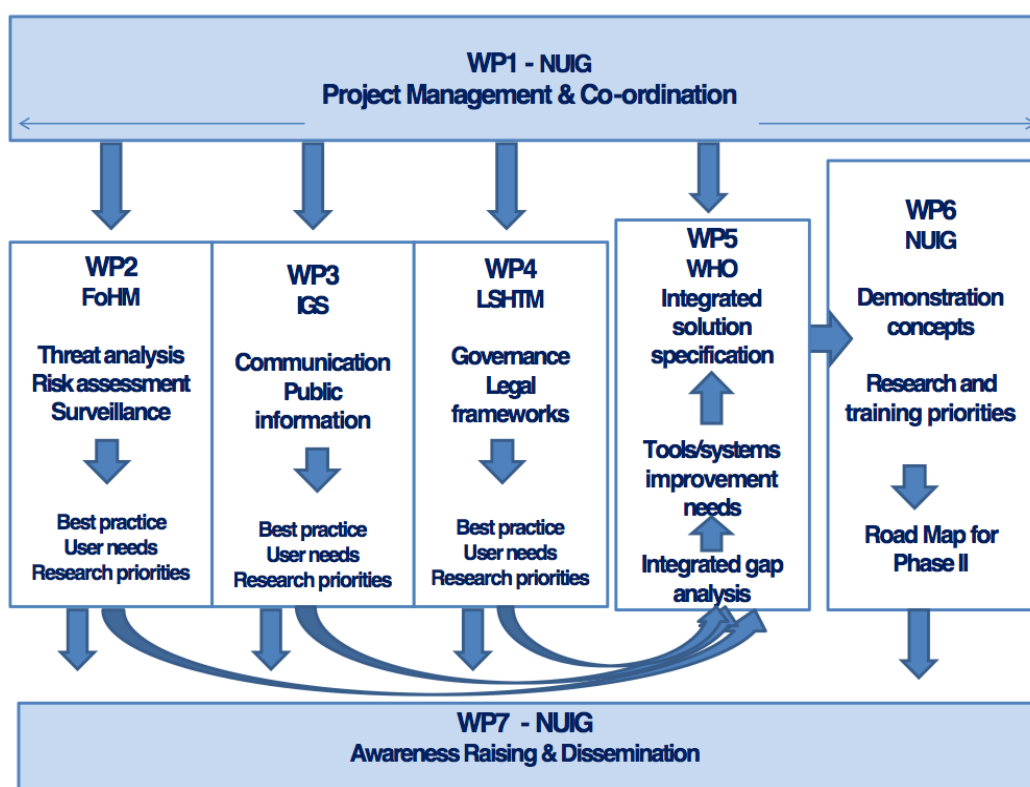 WP1 - NUIG
Project Management & Co-ordination
WP2
FoHM
Threat analysis
Risk assessment
Surveillance
Best practice
User needs
Research priorities
WP3
IGS
Communication
Public
information
Best practice
User needs
Research priorities
WP4
LSHTM
Governance
Legal
frameworks
Best practice
User needs
Research priorities
WP5
WHO
Integrated
solution
specification
Tools/systems
improvement
needs
Integrated gap
analysis
WP6
NUIG
Demonstration
concepts
Research and
training priorities
Road Map for
Phase II
WP7 - NUIG
Awareness Raising & Dissemination